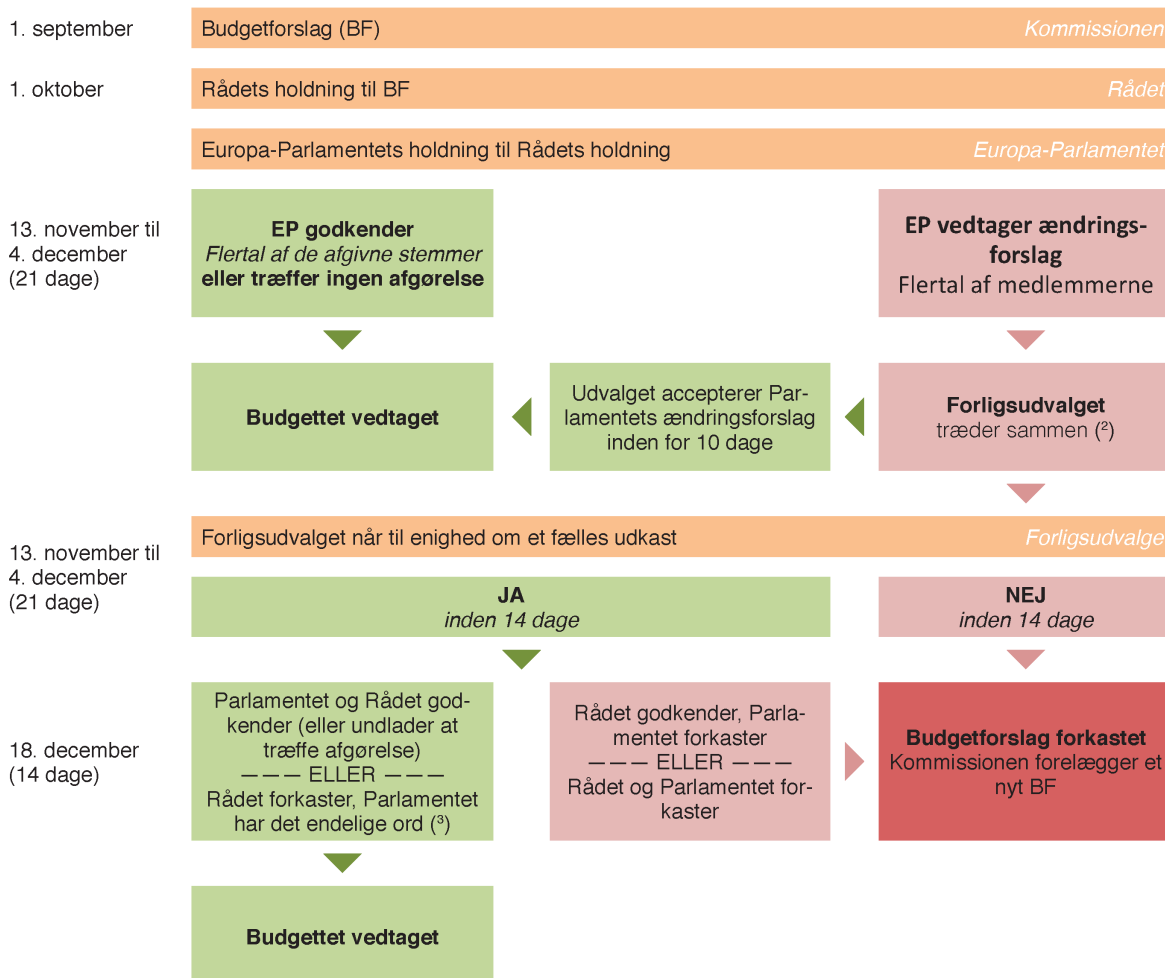 1. september
Budgetforslag (BF)
Kommissionen
1. oktober
Rådets holdning til BF
Rådet
Europa-Parlamentets holdning til Rådets holdning
Europa-Parlamentet
13. november til
4. december
(21 dage)
EP godkender
Flertal af de afgivne stemmer
eller træffer ingen afgørelse
EP vedtager ændrings-
forslag
Flertal af medlemmerne
Budgettet vedtaget
Udvalget accepterer Par-
lamentets ændringsforslag
inden for 10 dage
Forligsudvalget
træder sammen (²)
13. november til
4. december
(21 dage)
Forligsudvalget når til enighed om et fælles udkast
Forligsudvalge
JA
inden 14 dage
NEJ
inden 14 dage
18. december
(14 dage)
Parlamentet og Rådet god-
kender (eller undlader at
træffe afgørelse)
— — — ELLER — — —
Rådet forkaster, Parlamentet
har det endelige ord (³)
Rådet godkender, Parla-
mentet forkaster
— — — ELLER — — —
Rådet og Parlamentet for-
kaster
Budgetforslag forkastet
Kommissionen forelægger et
nyt BF
Budgettet vedtaget